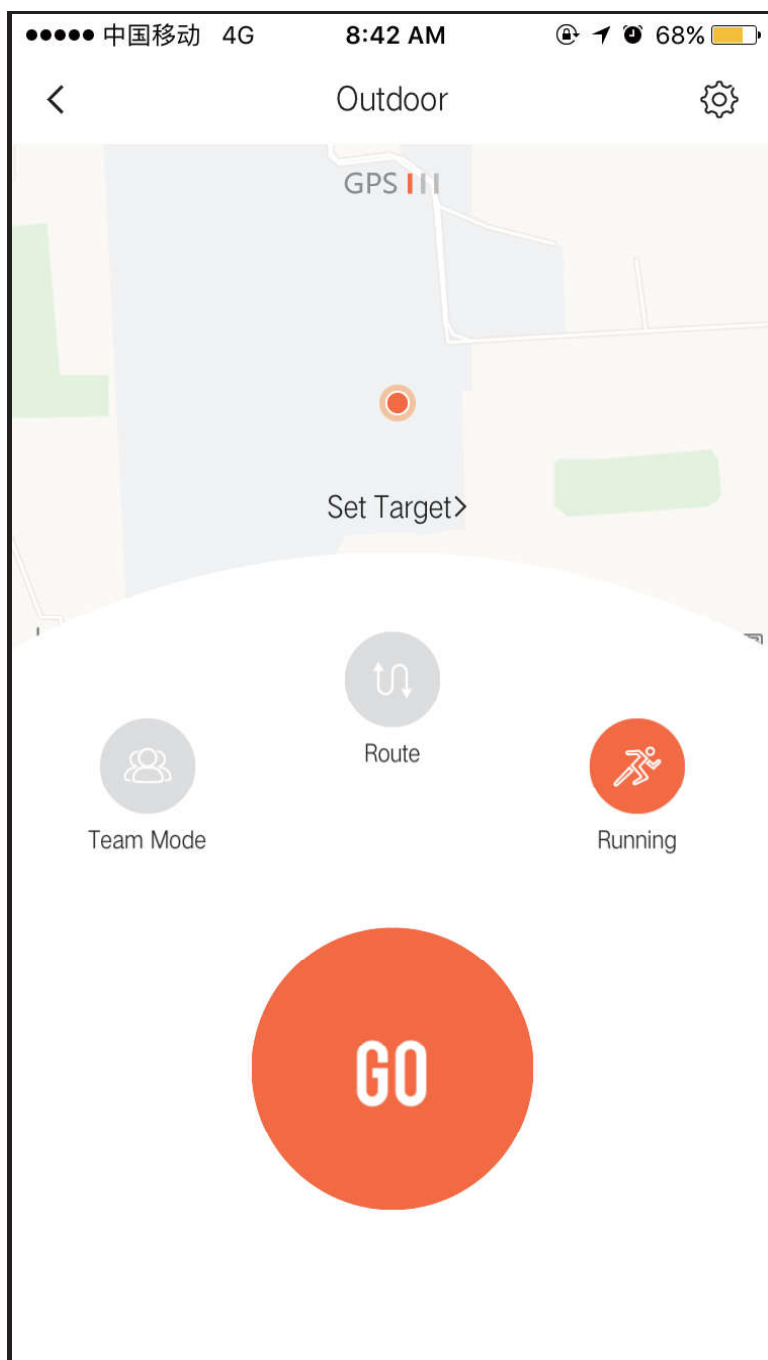 中国移动 4G 8:42 AM 68%
Outdoor
GPS
Set Target>
Route
Team Mode
Running
GO